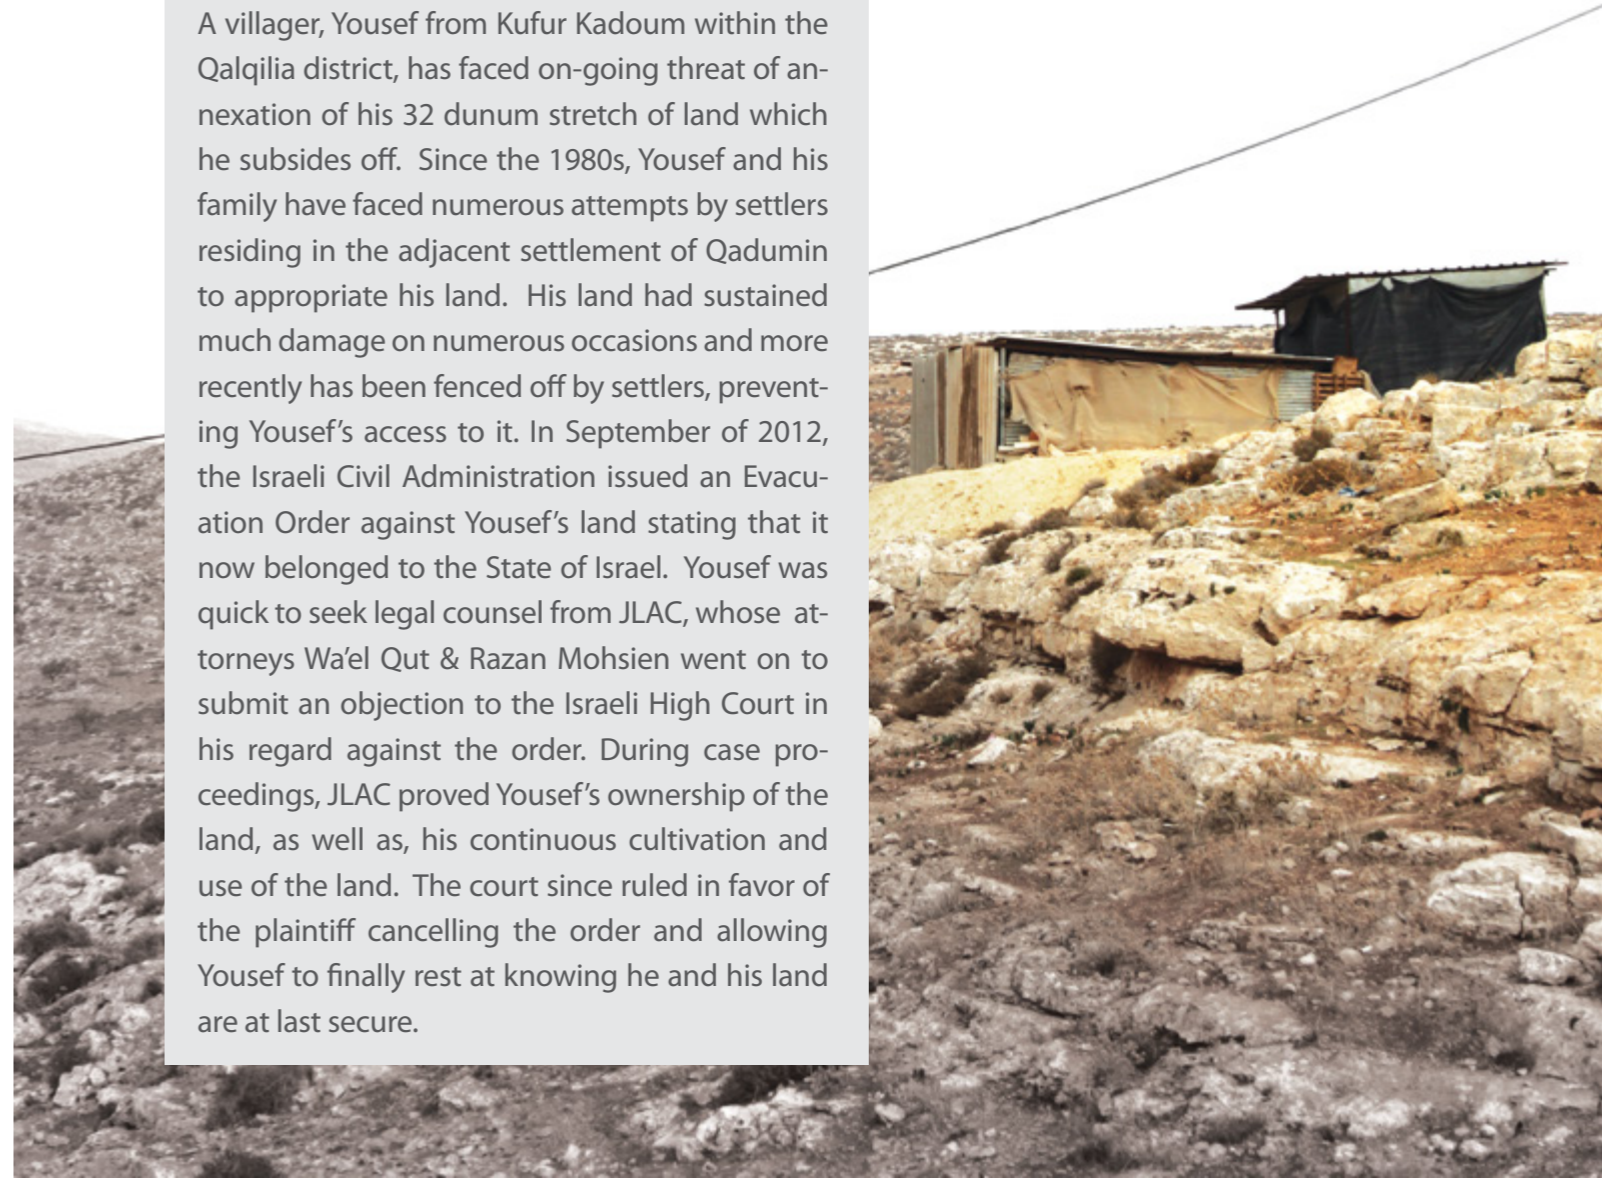 A villager, Yousef from Kufur Kadoum within the
Qalqilia district, has faced on-going threat of an-
nexation of his 32 dunum stretch of land which
he subsides off.  Since the 1980s, Yousef and his
family have faced numerous attempts by settlers
residing in the adjacent settlement of Qadumin
to appropriate his land.  His land had sustained
much damage on numerous occasions and more
recently has been fenced off by settlers, prevent-
ing Yousef's access to it. In September of 2012,
the Israeli Civil Administration issued an Evacu-
ation Order against Yousef's land stating that it
now belonged to the State of Israel.  Yousef was
quick to seek legal counsel from JLAC, whose  at-
torneys Wa'el Qut & Razan Mohsien went on to
submit an objection to the Israeli High Court in
his regard against the order. During case pro-
ceedings, JLAC proved Yousef's ownership of the
land, as well as, his continuous cultivation and
use of the land.  The court since ruled in favor of
the plaintiff cancelling the order and allowing
Yousef to finally rest at knowing he and his land
are at last secure.